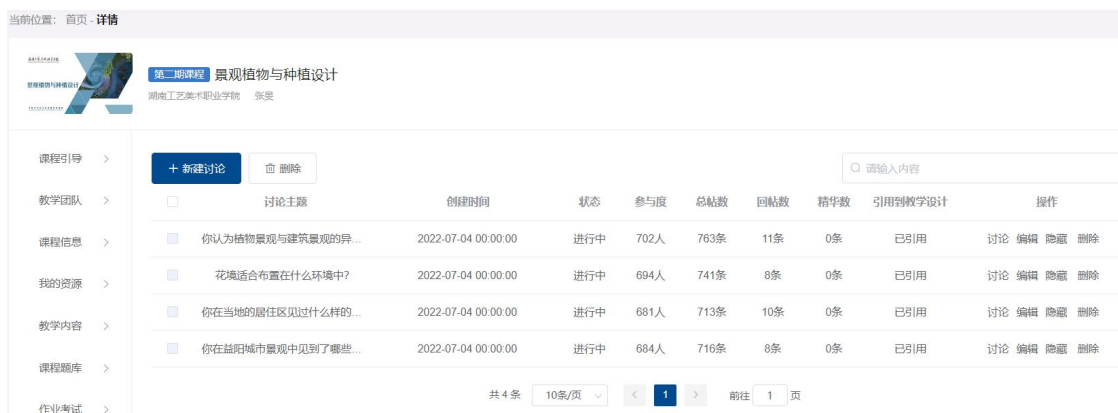 当前位置： 首页 - 详情
景观植物与种植设计
第二期课程 景观植物与种植设计
湖南工艺美术职业学院 张旻
课程引导 >
教学团队 >
课程信息 >
我的资源 >
教学内容 >
课程题库 >
作业考试 >
+ 新建讨论 删除 请输入内容
讨论主题 创建时间 状态 参与度 总帖数 回帖数 精华数 引用到教学设计 操作
你认为植物景观与建筑景观的异... 2022-07-04 00:00:00 进行中 702人 763条 11条 0条 已引用 讨论 编辑 隐藏 删除
花境适合布置在什么环境中? 2022-07-04 00:00:00 进行中 694人 741条 8条 0条 已引用 讨论 编辑 隐藏 删除
你在当地的居住区见过什么样的... 2022-07-04 00:00:00 进行中 681人 713条 10条 0条 已引用 讨论 编辑 隐藏 删除
你在益阳城市景观中见到了哪些... 2022-07-04 00:00:00 进行中 684人 716条 8条 0条 已引用 讨论 编辑 隐藏 删除
共 4 条 10条/页 < 1 > 前往 1 页